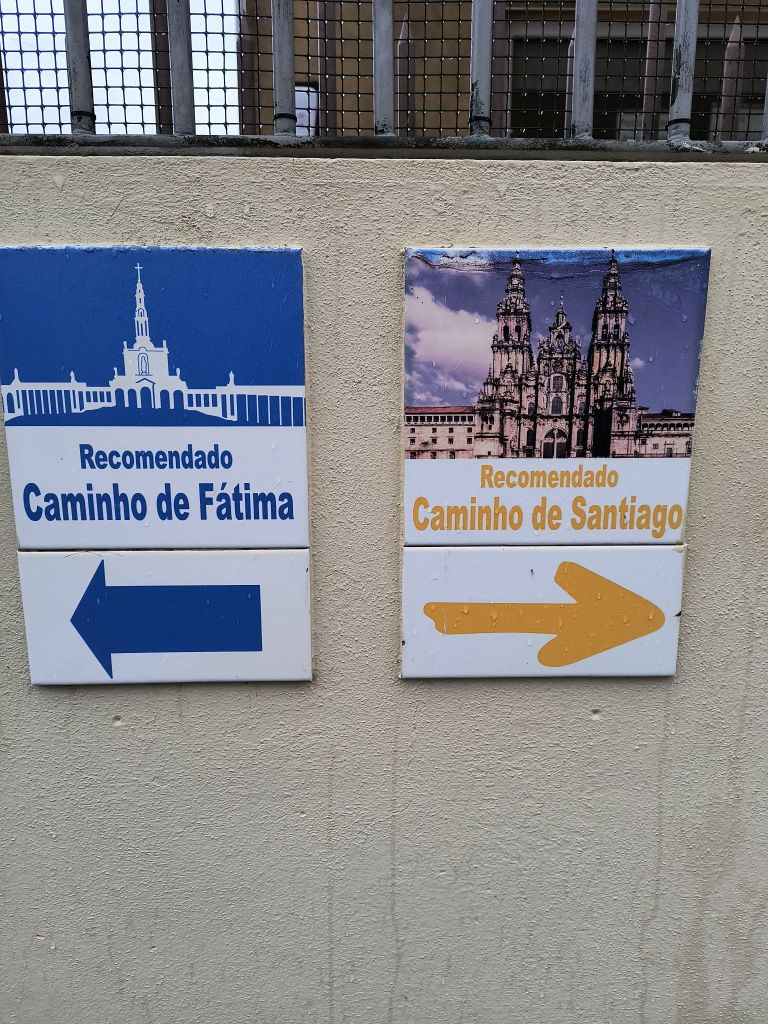 Recomendado
Caminho de Fátima
Recomendado
Caminho de Santiago